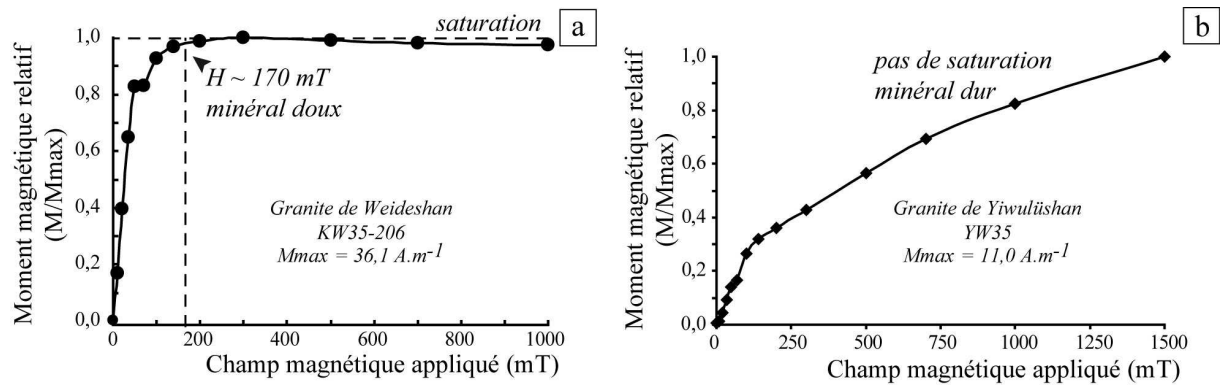 a
saturation
1,0
0,8
0,6
0,4
0,2
0,0
Moment magnétique relatif
(M/Mmax)
H ~ 170 mT
minéral doux
Granite de Weideshan
KW35-206
Mmax = 36,1 A.m-1
0 200 400 600 800 1000
Champ magnétique appliqué (mT)
b
pas de saturation
minéral dur
1,0
0,8
0,6
0,4
0,2
0,0
Moment magnétique relatif
(M/Mmax)
Granite de Yiwulüshan
YW35
Mmax = 11,0 A.m-1
0 250 500 750 1000 1250 1500
Champ magnétique appliqué (mT)